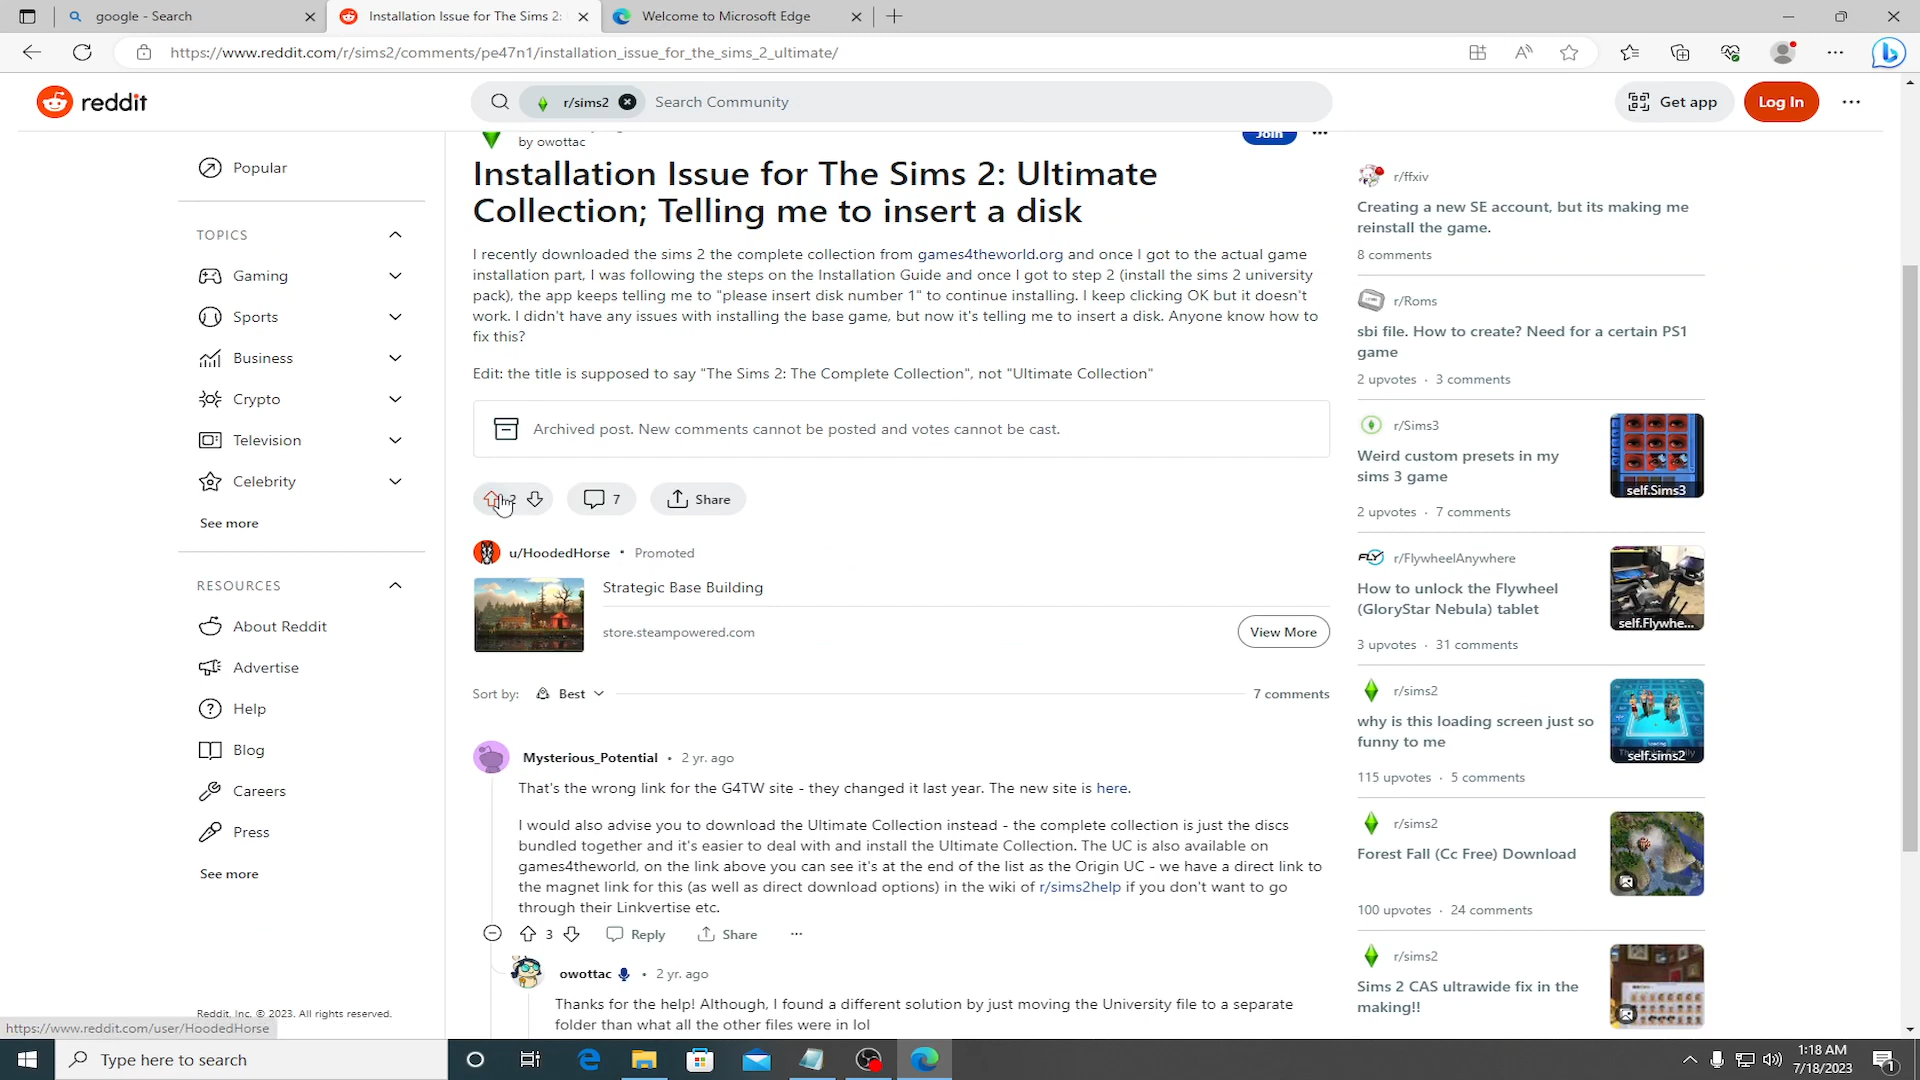 google - Search
Installation Issue for The Sims 2:
Welcome to Microsoft Edge
https://www.reddit.com/r/sims2/comments/pe47n1/installation_issue_for_the_sims_2_ultimate/
reddit
r/sims2
Search Community
Get app
Log In
Popular
TOPICS
Gaming
Sports
Business
Crypto
Television
Celebrity
See more
RESOURCES
About Reddit
Advertise
Help
Blog
Careers
Press
See more
Reddit, Inc. © 2023. All rights reserved.
https://www.reddit.com/user/HoodedHorse
by owottac
Join
Installation Issue for The Sims 2: Ultimate
Collection; Telling me to insert a disk
I recently downloaded the sims 2 the complete collection from games4theworld.org and once I got to the actual game
installation part, I was following the steps on the Installation Guide and once I got to step 2 (install the sims 2 university
pack), the app keeps telling me to "please insert disk number 1" to continue installing. I keep clicking OK but it doesn't
work. I didn't have any issues with installing the base game, but now it's telling me to insert a disk. Anyone know how to
fix this?
Edit: the title is supposed to say "The Sims 2: The Complete Collection", not "Ultimate Collection"
Archived post. New comments cannot be posted and votes cannot be cast.
2
7
Share
u/HoodedHorse • Promoted
Strategic Base Building
store.steampowered.com
View More
Sort by:
Best
7 comments
Mysterious_Potential • 2 yr. ago
That's the wrong link for the G4TW site - they changed it last year. The new site is here.
I would also advise you to download the Ultimate Collection instead - the complete collection is just the discs
bundled together and it's easier to deal with and install the Ultimate Collection. The UC is also available on
games4theworld, on the link above you can see it's at the end of the list as the Origin UC - we have a direct link to
the magnet link for this (as well as direct download options) in the wiki of r/sims2help if you don't want to go
through their Linkvertise etc.
3
Reply
Share
owottac • 2 yr. ago
Thanks for the help! Although, I found a different solution by just moving the University file to a separate
folder than what all the other files were in lol
r/ffxiv
Creating a new SE account, but its making me
reinstall the game.
8 comments
r/Roms
sbi file. How to create? Need for a certain PS1
game
2 upvotes · 3 comments
r/Sims3
Weird custom presets in my
sims 3 game
self.Sims3
2 upvotes · 7 comments
FLY
r/FlywheelAnywhere
How to unlock the Flywheel
(GloryStar Nebula) tablet
self.Flywhe...
3 upvotes · 31 comments
r/sims2
why is this loading screen just so
funny to me
self.sims2
115 upvotes · 5 comments
r/sims2
Forest Fall (Cc Free) Download
100 upvotes · 24 comments
r/sims2
Sims 2 CAS ultrawide fix in the
making!!
Type here to search
1:18 AM
7/18/2023
1